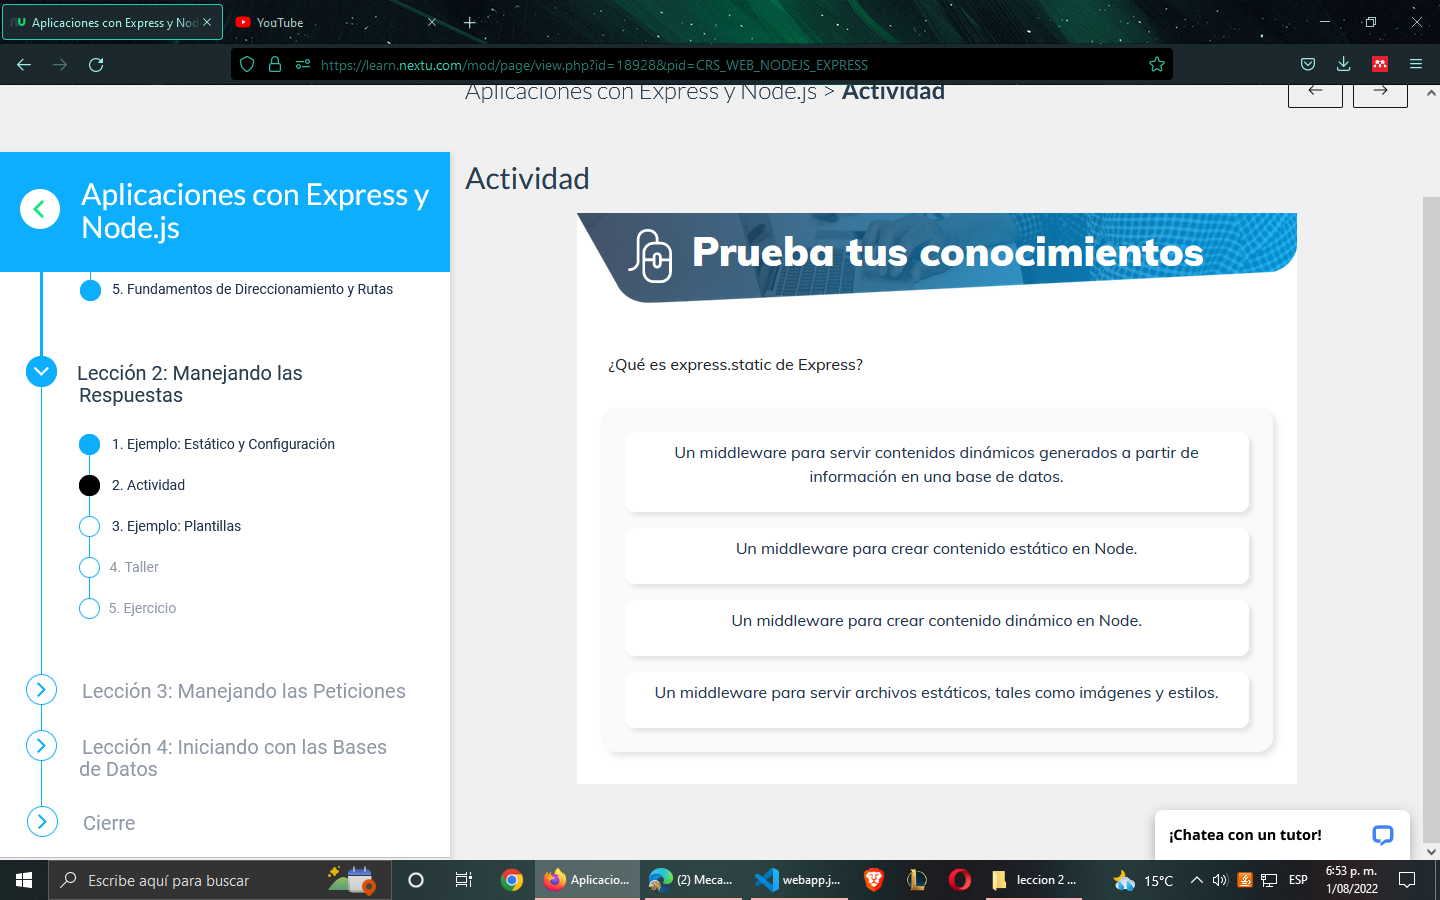 Aplicaciones con Express y Nod
YouTube
https://learn.nextu.com/mod/page/view.php?id=18928&pid=CRS_WEB_NODEJS_EXPRESS
Aplicaciones con Express y Node.js > Actividad
Aplicaciones con Express y
Node.js
5. Fundamentos de Direccionamiento y Rutas
Lección 2: Manejando las
Respuestas
1. Ejemplo: Estático y Configuración
2. Actividad
3. Ejemplo: Plantillas
4. Taller
5. Ejercicio
Lección 3: Manejando las Peticiones
Lección 4: Iniciando con las Bases
de Datos
Cierre
Actividad
Prueba tus conocimientos
¿Qué es express.static de Express?
Un middleware para servir contenidos dinámicos generados a partir de
información en una base de datos.
Un middleware para crear contenido estático en Node.
Un middleware para crear contenido dinámico en Node.
Un middleware para servir archivos estáticos, tales como imágenes y estilos.
¡Chatea con un tutor!
Escribe aquí para buscar
Aplicacio...
(2) Meca...
webapp.j...
leccion 2 ...
15°C
ESP
6:53 p. m.
1/08/2022